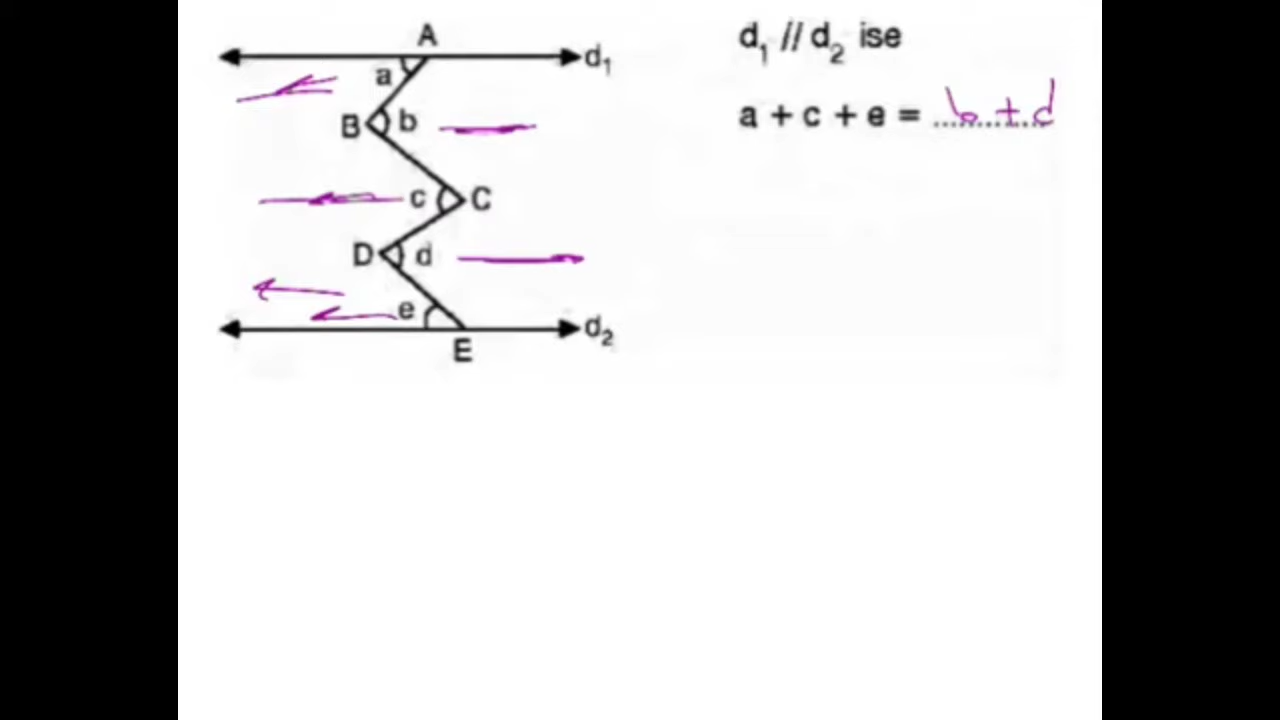 A
d₁
a
B b
c C
D d
e
d₂
E
d₁ // d₂ ise
a + c + e = b + d